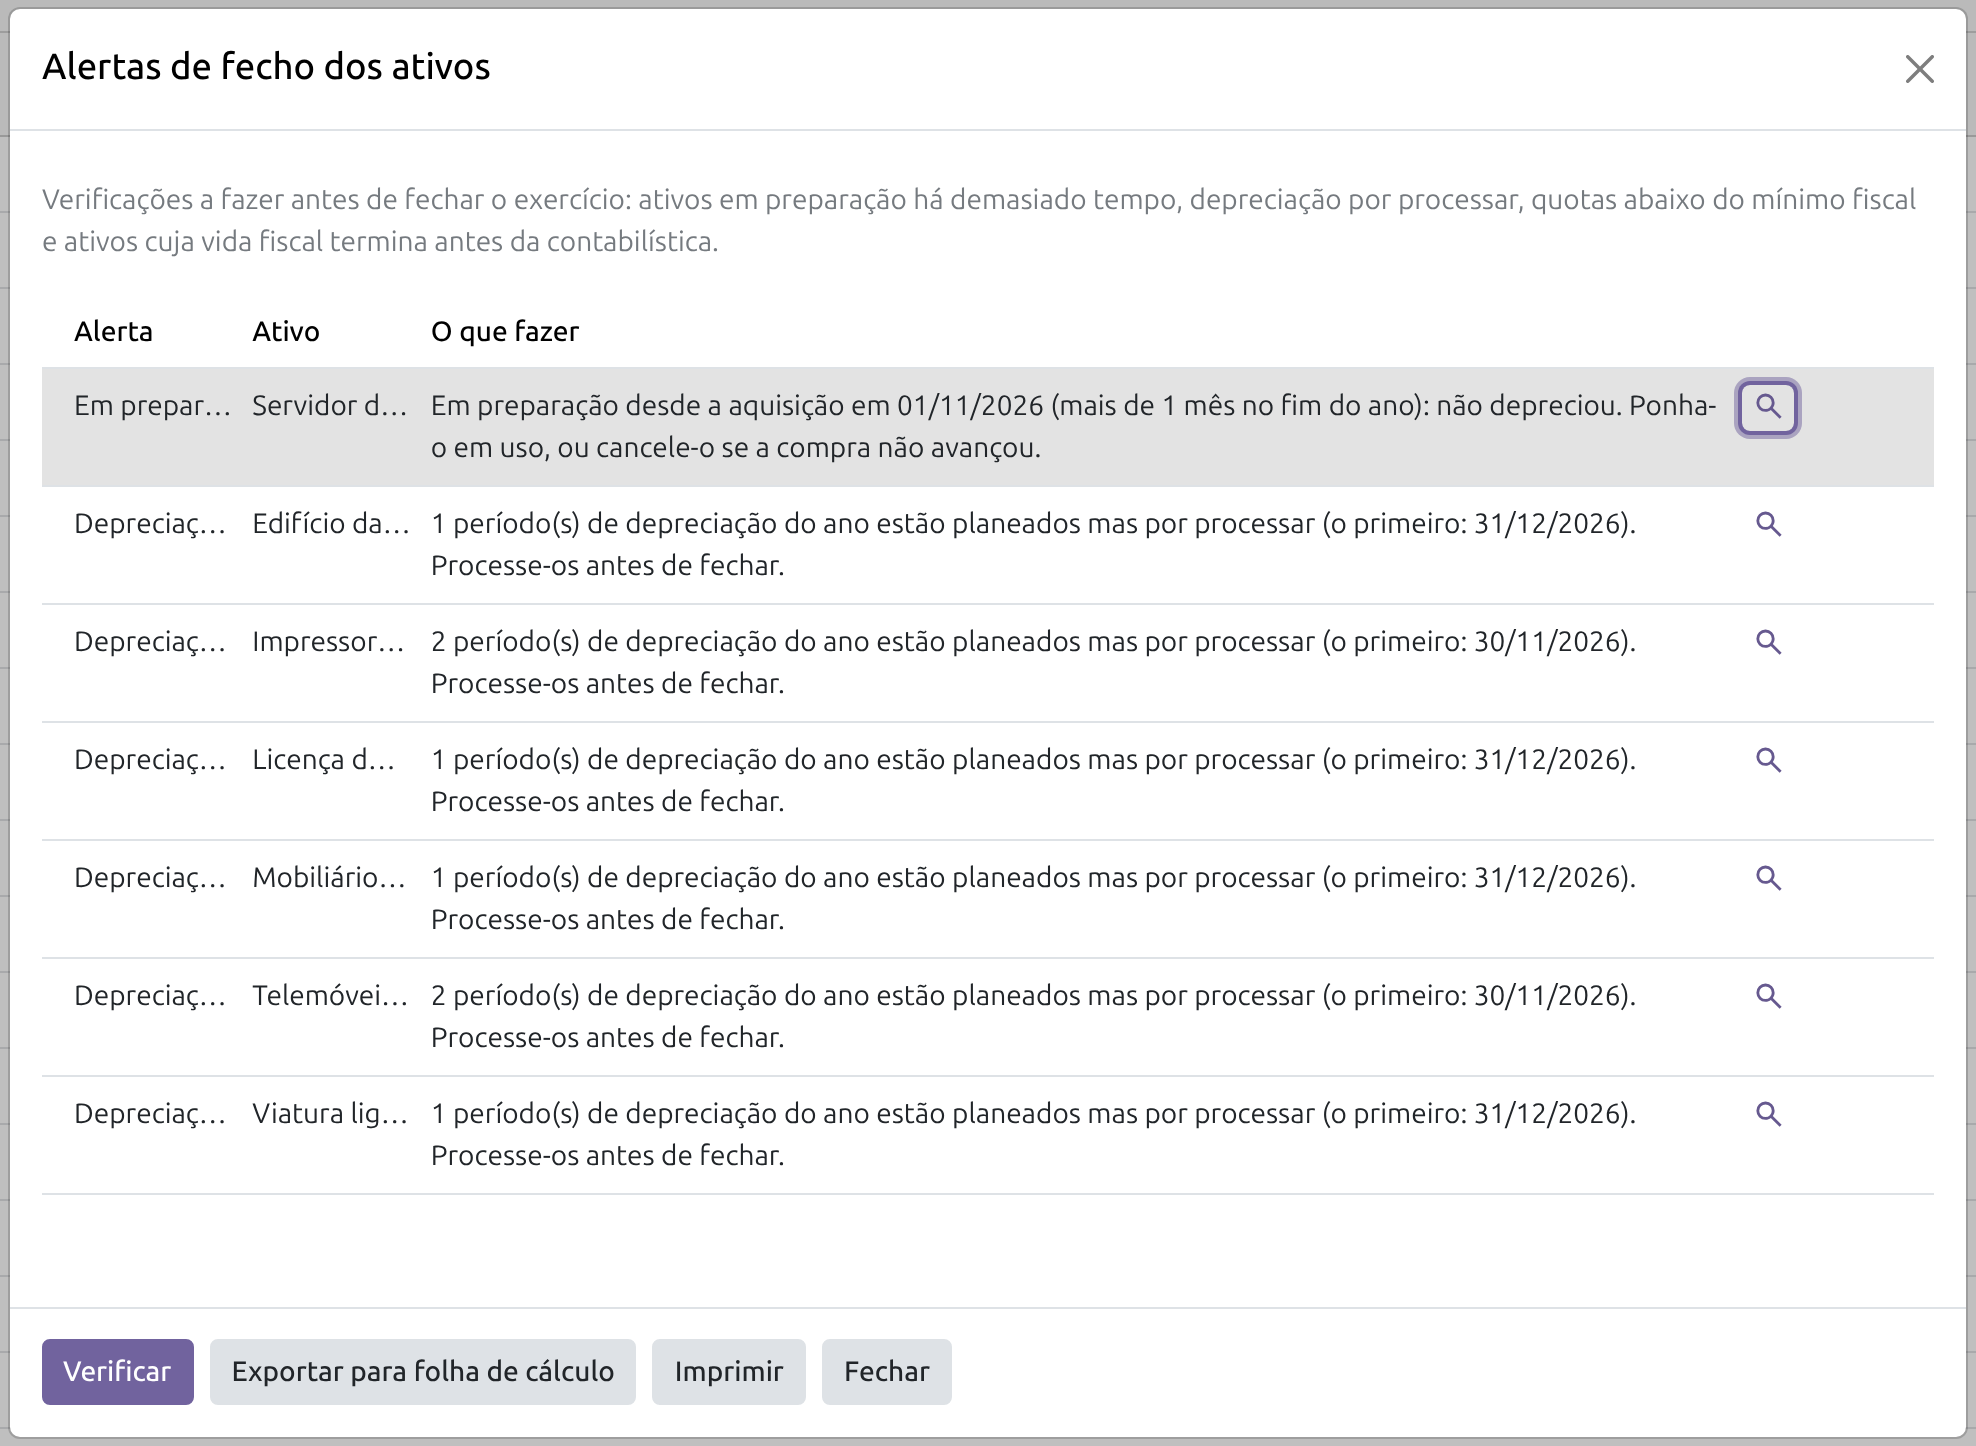 Alertas de fecho dos ativos
Verificações a fazer antes de fechar o exercício: ativos em preparação há demasiado tempo, depreciação por processar, quotas abaixo do mínimo fiscal
e ativos cuja vida fiscal termina antes da contabilística.
Alerta Ativo O que fazer
Em prepar... Servidor d... Em preparação desde a aquisição em 01/11/2026 (mais de 1 mês no fim do ano): não depreciou. Ponha-
o em uso, ou cancele-o se a compra não avançou.
Depreciaç... Edifício da... 1 período(s) de depreciação do ano estão planeados mas por processar (o primeiro: 31/12/2026).
Processe-os antes de fechar.
Depreciaç... Impressor... 2 período(s) de depreciação do ano estão planeados mas por processar (o primeiro: 30/11/2026).
Processe-os antes de fechar.
Depreciaç... Licença d... 1 período(s) de depreciação do ano estão planeados mas por processar (o primeiro: 31/12/2026).
Processe-os antes de fechar.
Depreciaç... Mobiliário... 1 período(s) de depreciação do ano estão planeados mas por processar (o primeiro: 31/12/2026).
Processe-os antes de fechar.
Depreciaç... Telemóvei... 2 período(s) de depreciação do ano estão planeados mas por processar (o primeiro: 30/11/2026).
Processe-os antes de fechar.
Depreciaç... Viatura lig... 1 período(s) de depreciação do ano estão planeados mas por processar (o primeiro: 31/12/2026).
Processe-os antes de fechar.
Verificar Exportar para folha de cálculo Imprimir Fechar